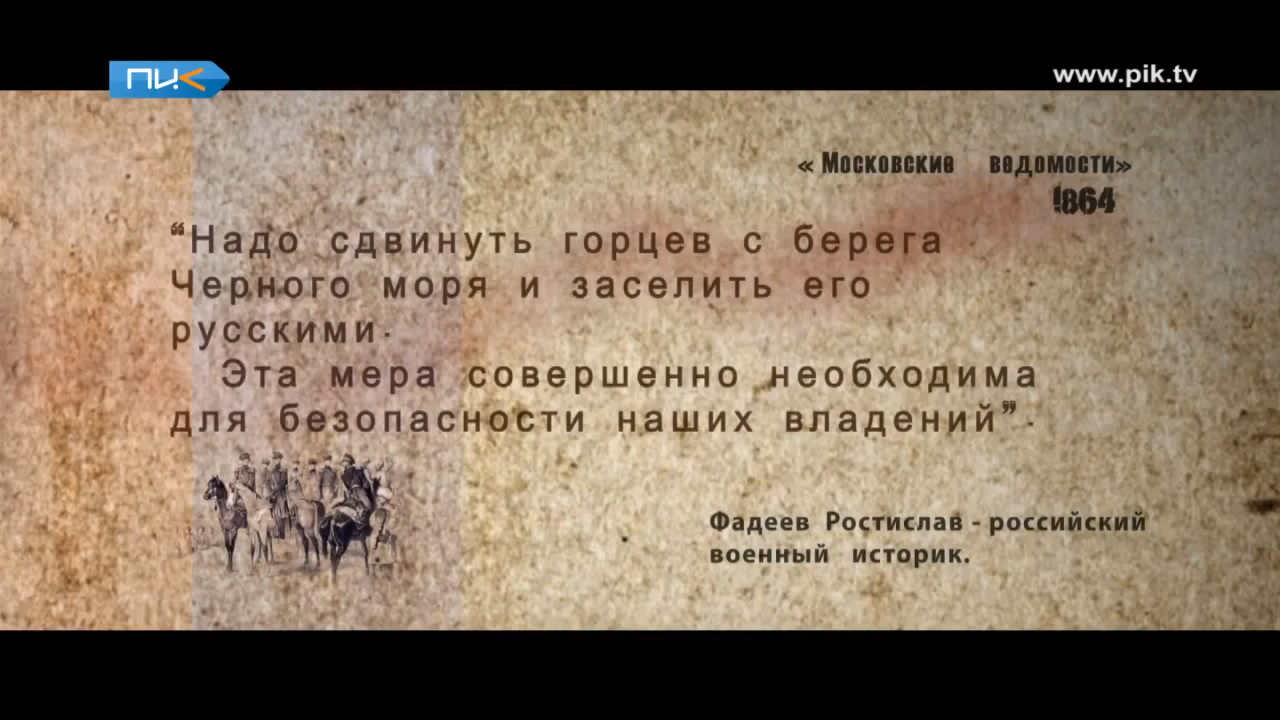 ПИК
www.pik.tv
« Московские ведомости»
1864
“Надо сдвинуть горцев с берега
Черного моря и заселить его
русскими.
Эта мера совершенно необходима
для безопасности наших владений”.
Фадеев Ростислав - российский
военный историк.